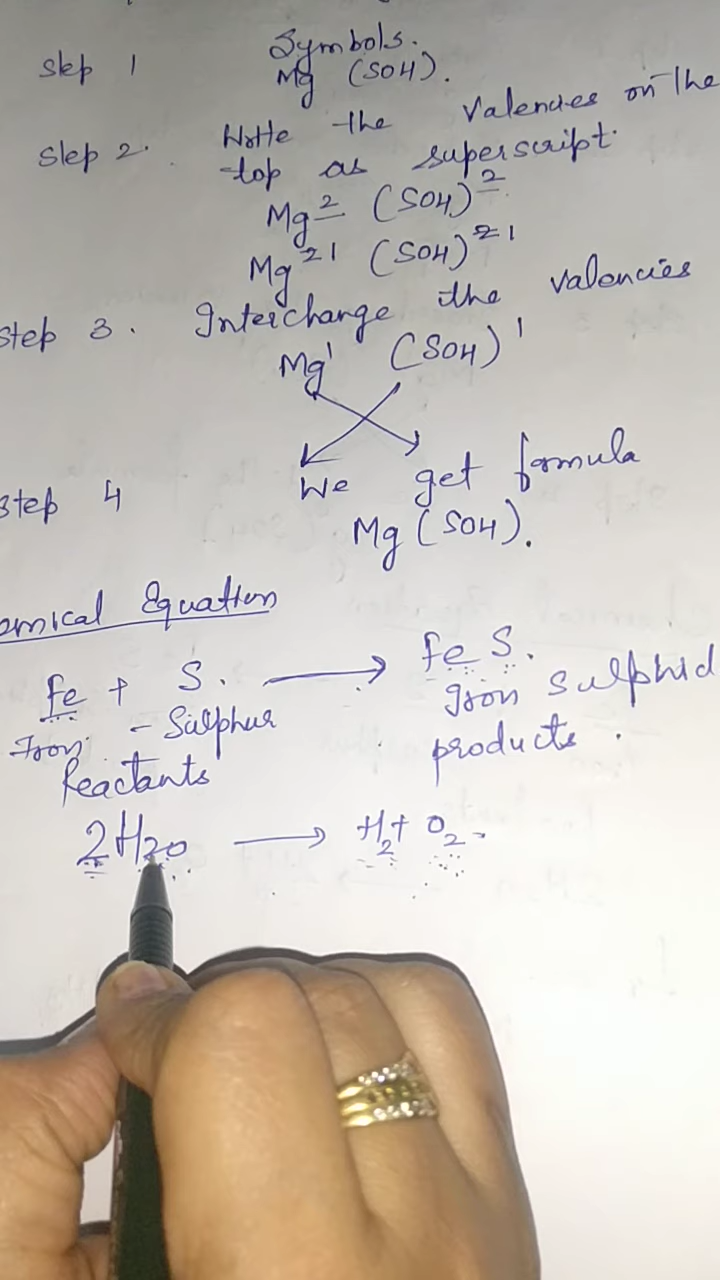 Step 1 Symbols.
Mg (SO4).
Step 2. Write the valencies on the
top as superscript.
Mg² (SO4)²
Mg²¹ (SO4)²¹
Step 3. Interchange the valencies
Mg¹ (SO4)¹
Step 4 We get formula
Mg (SO4).
emical Equation
Fe + S. ⟶ FeS.
Iron. - Sulphur Iron Sulphid
Reactants products.
2H₂O ⟶ H₂ + O₂.